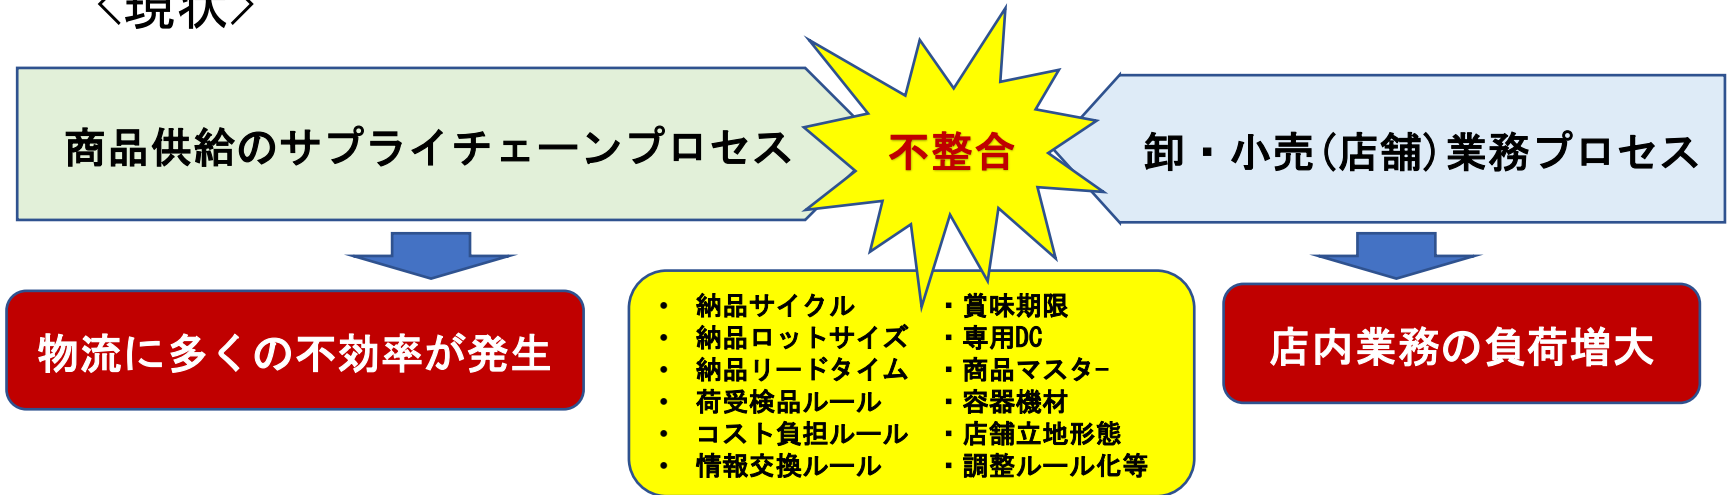 <現状>
商品供給のサプライチェーンプロセス
不整合
卸・小売(店舗)業務プロセス
物流に多くの不効率が発生
・ 納品サイクル
・ 納品ロットサイズ
・ 納品リードタイム
・ 荷受検品ルール
・ コスト負担ルール
・ 情報交換ルール
・賞味期限
・専用DC
・商品マスター
・容器機材
・店舗立地形態
・調整ルール化等
店内業務の負荷増大